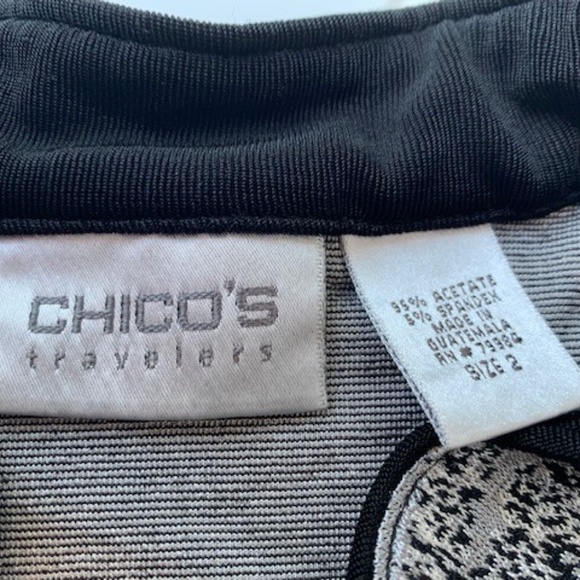 CHICO'S
travelers
95% ACETATE
5% SPANDEX
MADE IN
GUATEMALA
RN # 79384
SIZE 2